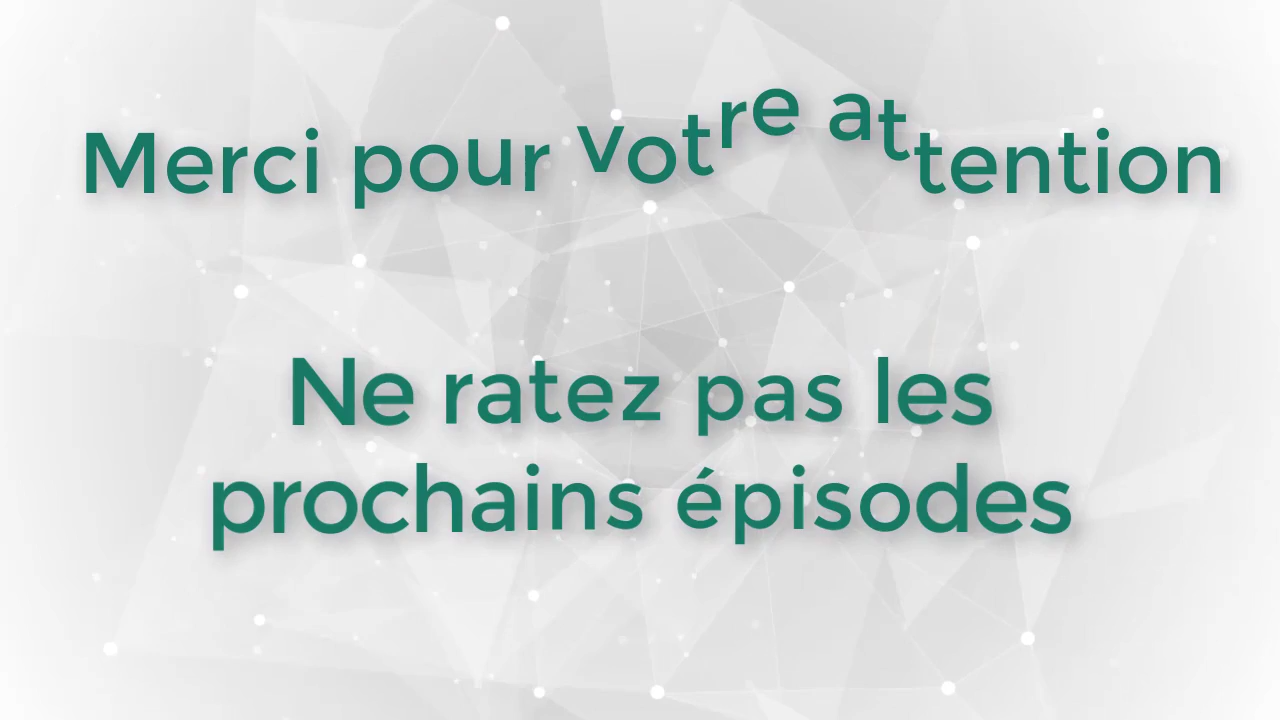 Merci pour votre attention
Ne ratez pas les
prochains épisodes